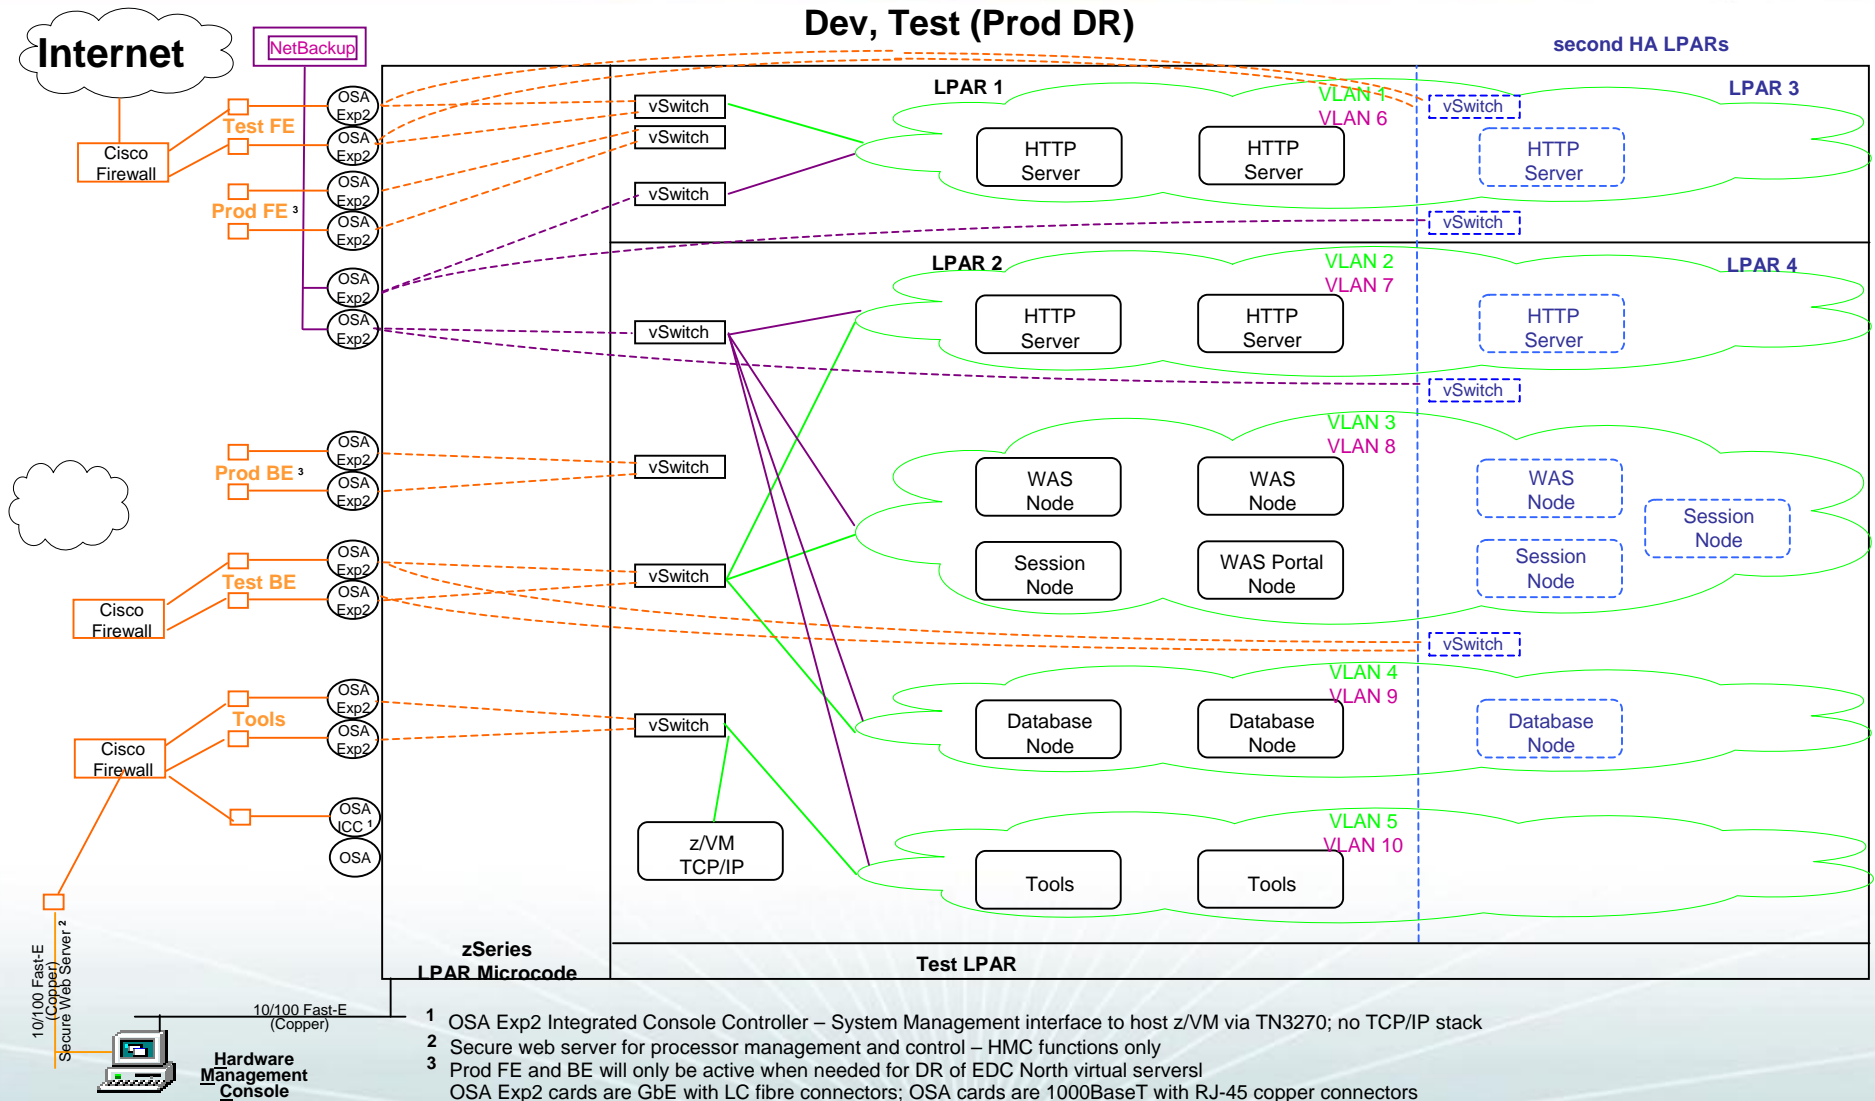 Dev, Test (Prod DR)
Internet
NetBackup
second HA LPARs
OSA
Exp2
Test FE
OSA
Exp2
Cisco
Firewall
OSA
Exp2
Prod FE 3
OSA
Exp2
OSA
Exp2
OSA
Exp2
OSA
Exp2
Prod BE 3
OSA
Exp2
OSA
Exp2
Test BE
OSA
Exp2
Cisco
Firewall
OSA
Exp2
Tools
OSA
Exp2
Cisco
Firewall
OSA
ICC 1
OSA
vSwitch
vSwitch
vSwitch
vSwitch
vSwitch
vSwitch
vSwitch
z/VM
TCP/IP
LPAR 1
VLAN 1
VLAN 6
LPAR 3
vSwitch
HTTP
Server
HTTP
Server
HTTP
Server
vSwitch
LPAR 2
VLAN 2
VLAN 7
LPAR 4
HTTP
Server
HTTP
Server
HTTP
Server
vSwitch
VLAN 3
VLAN 8
WAS
Node
WAS
Node
WAS
Node
Session
Node
Session
Node
WAS Portal
Node
Session
Node
vSwitch
VLAN 4
VLAN 9
Database
Node
Database
Node
Database
Node
VLAN 5
VLAN 10
Tools
Tools
zSeries
LPAR Microcode
Test LPAR
10/100 Fast-E
(Copper)
Secure Web Server 2
10/100 Fast-E
(Copper)
Hardware
Management
Console
1 OSA Exp2 Integrated Console Controller – System Management interface to host z/VM via TN3270; no TCP/IP stack
2 Secure web server for processor management and control – HMC functions only
3 Prod FE and BE will only be active when needed for DR of EDC North virtual serversl
OSA Exp2 cards are GbE with LC fibre connectors; OSA cards are 1000BaseT with RJ-45 copper connectors